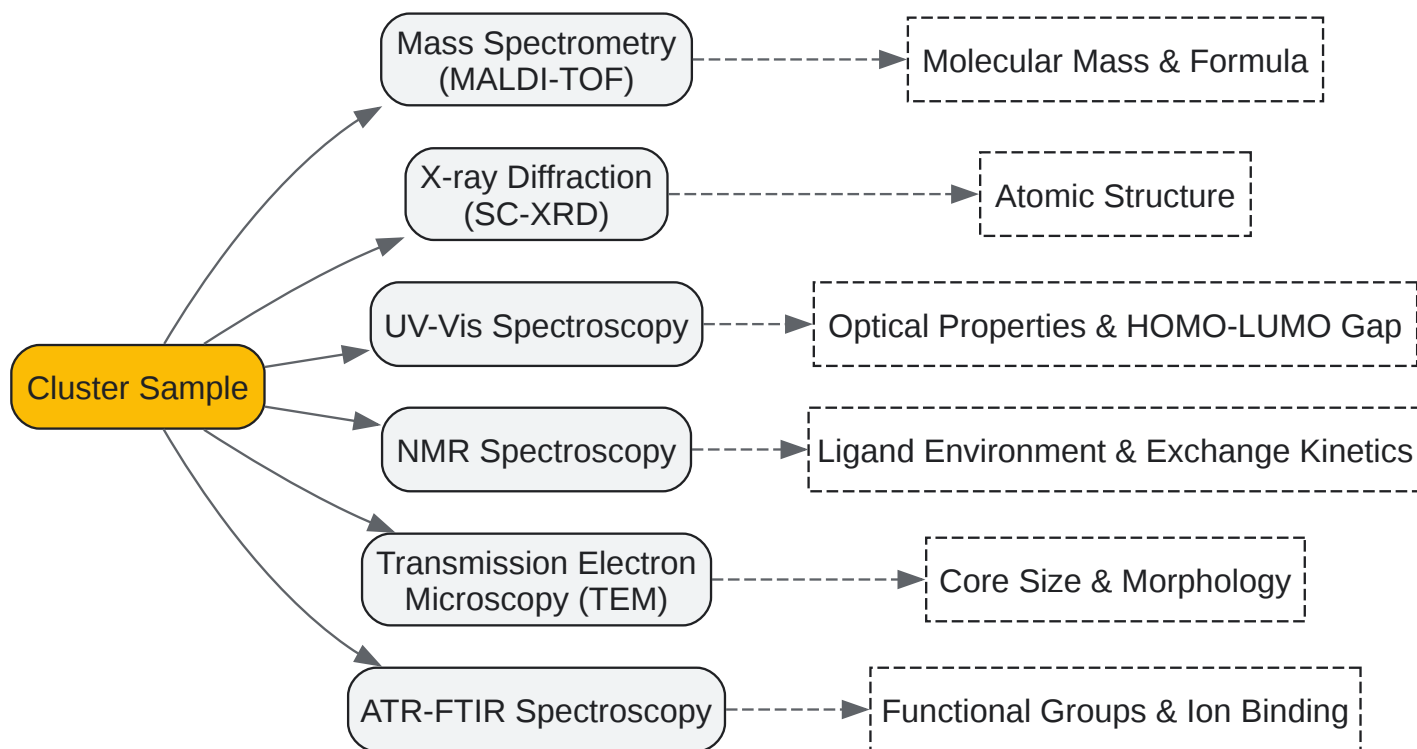 Mass Spectrometry
(MALDI-TOF)
Molecular Mass & Formula
X-ray Diffraction
(SC-XRD)
Atomic Structure
UV-Vis Spectroscopy
Optical Properties & HOMO-LUMO Gap
Cluster Sample
NMR Spectroscopy
Ligand Environment & Exchange Kinetics
Transmission Electron
Microscopy (TEM)
Core Size & Morphology
ATR-FTIR Spectroscopy
Functional Groups & Ion Binding